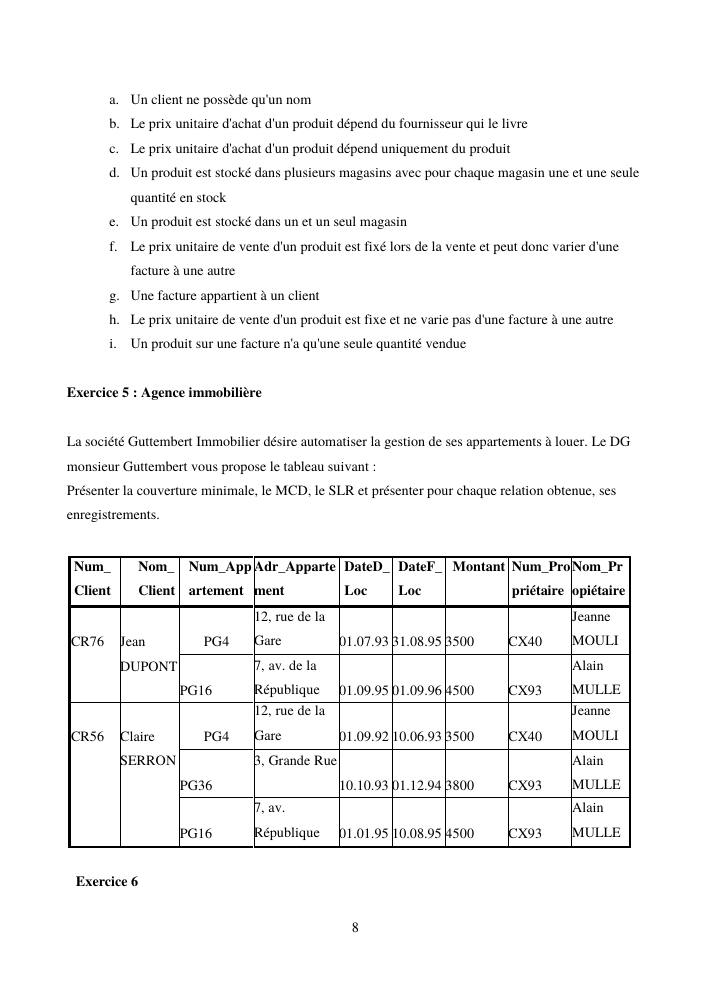 a. Un client ne possède qu'un nom
b. Le prix unitaire d'achat d'un produit dépend du fournisseur qui le livre
c. Le prix unitaire d'achat d'un produit dépend uniquement du produit
d. Un produit est stocké dans plusieurs magasins avec pour chaque magasin une et une seule
quantité en stock
e. Un produit est stocké dans un et un seul magasin
f. Le prix unitaire de vente d'un produit est fixé lors de la vente et peut donc varier d'une
facture à une autre
g. Une facture appartient à un client
h. Le prix unitaire de vente d'un produit est fixe et ne varie pas d'une facture à une autre
i. Un produit sur une facture n'a qu'une seule quantité vendue
Exercice 5 : Agence immobilière
La société Guttembert Immobilier désire automatiser la gestion de ses appartements à louer. Le DG
monsieur Guttembert vous propose le tableau suivant :
Présenter la couverture minimale, le MCD, le SLR et présenter pour chaque relation obtenue, ses
enregistrements.
Num_ Nom_ Num_App Adr_Apparte DateD_ DateF_ Montant Num_Pro Nom_Pr
Client Client artement ment Loc Loc priétaire opiétaire
12, rue de la Jeanne
CR76 Jean PG4 Gare 01.07.93 31.08.95 3500 CX40 MOULI
DUPONT 7, av. de la Alain
PG16 République 01.09.95 01.09.96 4500 CX93 MULLE
12, rue de la Jeanne
CR56 Claire PG4 Gare 01.09.92 10.06.93 3500 CX40 MOULI
SERRON 3, Grande Rue Alain
PG36 10.10.93 01.12.94 3800 CX93 MULLE
7, av. Alain
PG16 République 01.01.95 10.08.95 4500 CX93 MULLE
Exercice 6
8